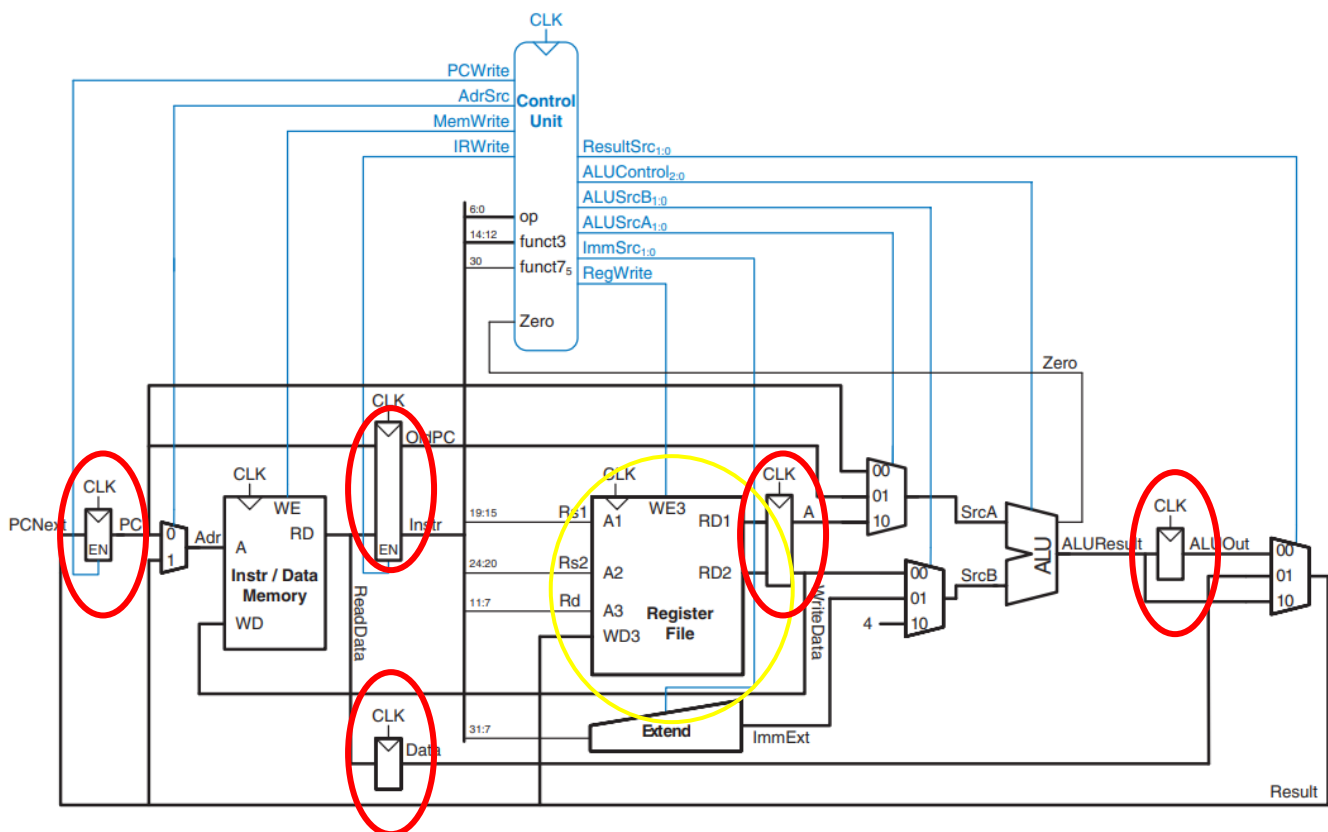 CLK
PCWrite
AdrSrc
MemWrite
IRWrite
Control
Unit
ResultSrc1:0
ALUControl2:0
ALUSrcB1:0
ALUSrcA1:0
ImmSrc1:0
RegWrite
6:0
op
14:12
funct3
30
funct75
Zero
Zero
CLK
OldPC
CLK
PCNext
EN
PC
0
1
Adr
CLK
WE
RD
A
Instr / Data
Memory
WD
EN
Instr
ReadData
CLK
Data
19:15
Rs1
24:20
Rs2
11:7
Rd
31:7
CLK
WE3
A1
RD1
A2
RD2
A3
WD3
Register
File
Extend
ImmExt
CLK
A
WriteData
00
01
10
SrcA
00
01
10
4
SrcB
ALU
ALUResult
CLK
ALUOut
00
01
10
Result